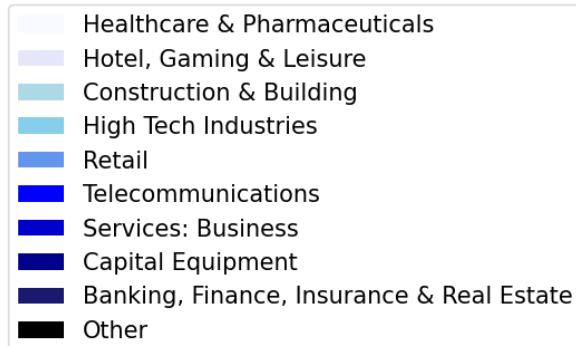 Healthcare & Pharmaceuticals
Hotel, Gaming & Leisure
Construction & Building
High Tech Industries
Retail
Telecommunications
Services: Business
Capital Equipment
Banking, Finance, Insurance & Real Estate
Other